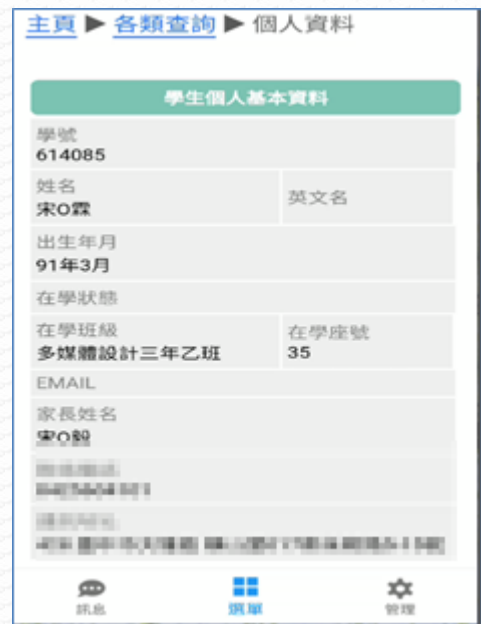 主頁 ▶ 各類查詢 ▶ 個人資料
學生個人基本資料
學號
614085
姓名
宋O霖
英文名
出生年月
91年3月
在學狀態
在學班級
多媒體設計三年乙班
在學座號
35
EMAIL
家長姓名
宋O毅
訊息
選單
管理